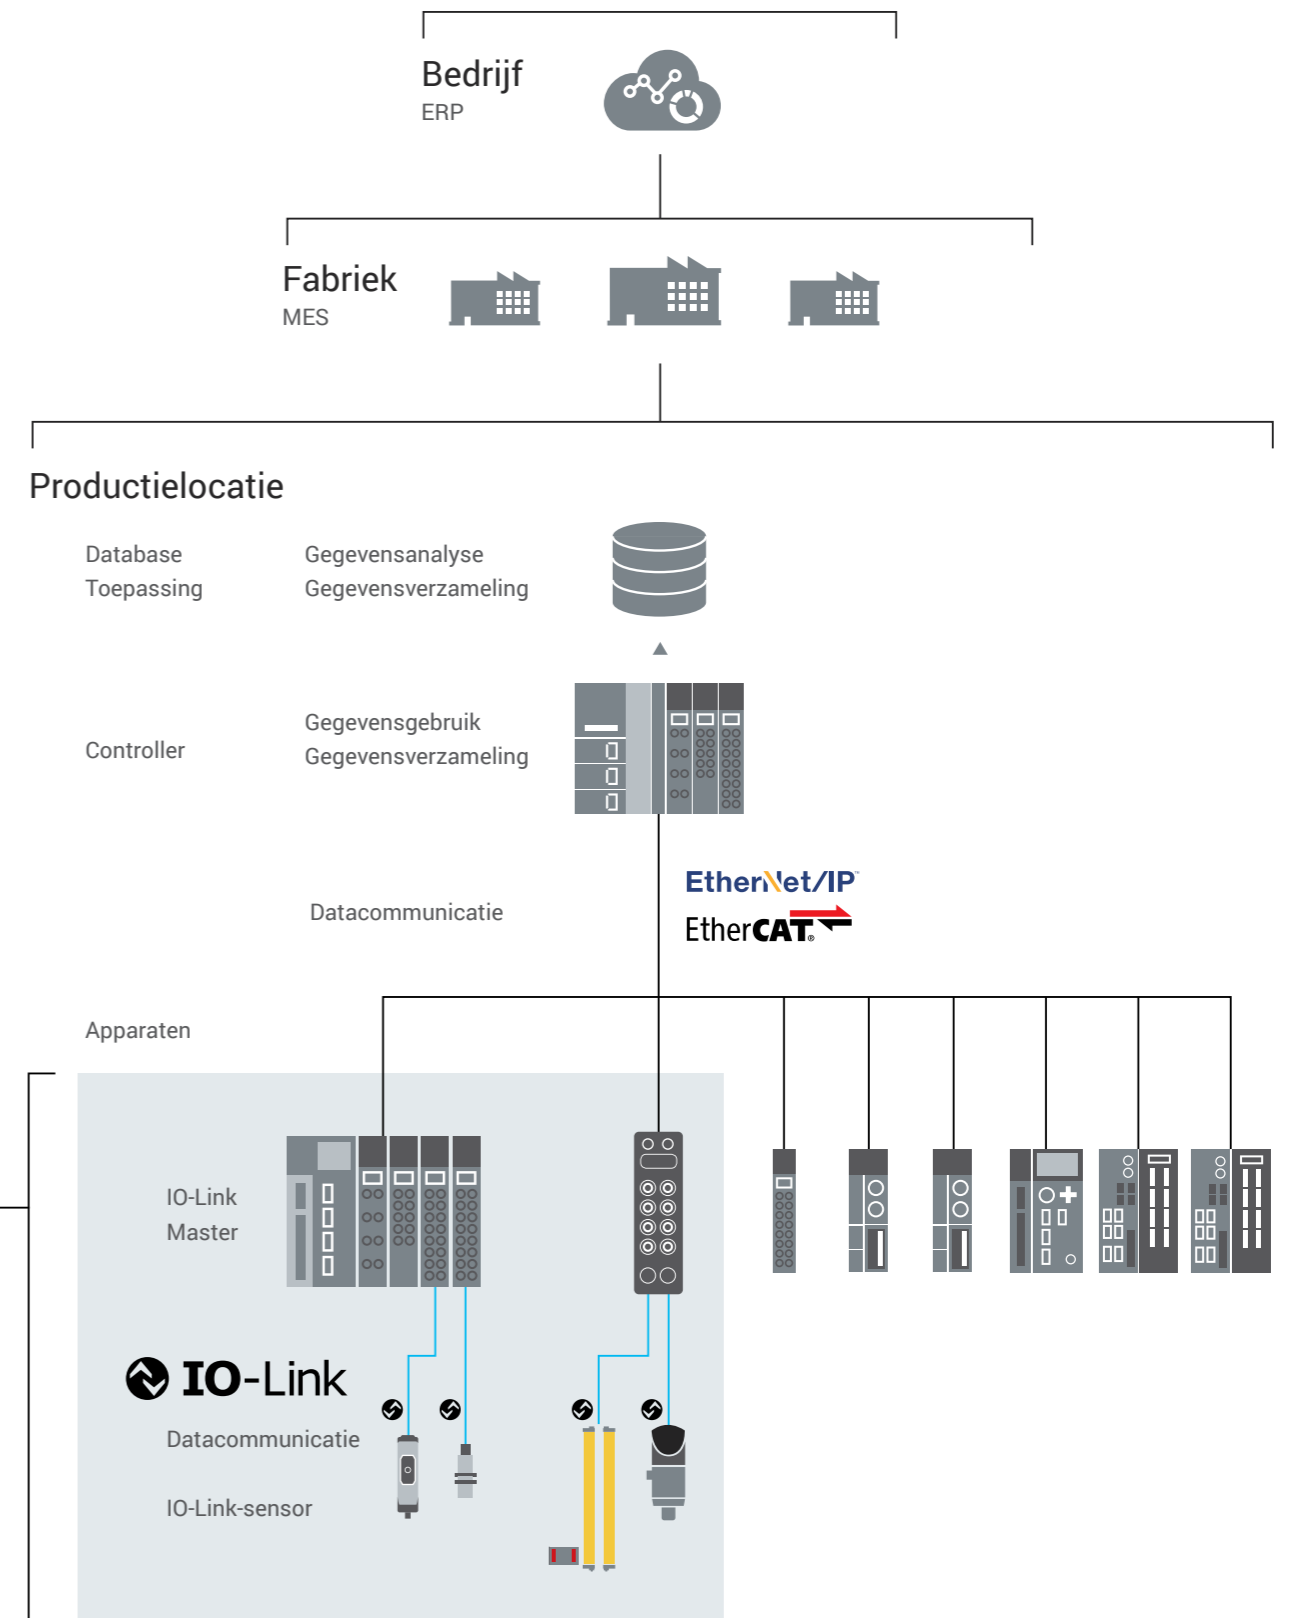 Bedrijf
ERP
Fabriek
MES
Productielocatie
Database
Toepassing
Gegevensanalyse
Gegevensverzameling
Controller
Gegevensgebruik
Gegevensverzameling
Datacommunicatie
EtherNet/IP™
EtherCAT®
Apparaten
IO-Link
Master
IO-Link
Datacommunicatie
IO-Link-sensor